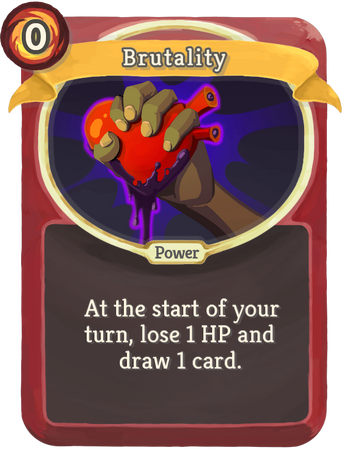 0
Brutality
Power
At the start of your
turn, lose 1 HP and
draw 1 card.